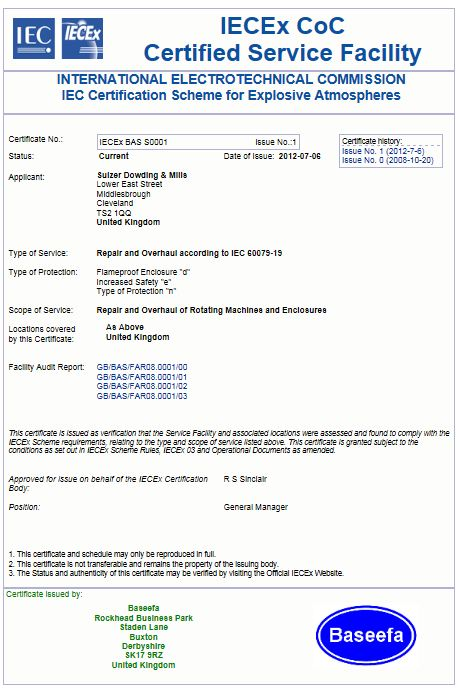 IEC
IECEx
IECEx CoC
Certified Service Facility
INTERNATIONAL ELECTROTECHNICAL COMMISSION
IEC Certification Scheme for Explosive Atmospheres
Certificate No.: IECEx BAS S0001 Issue No.:1
Certificate history:
Issue No. 1 (2012-7-6)
Issue No. 0 (2008-10-20)
Status: Current Date of Issue: 2012-07-06
Applicant: Sulzer Dowding & Mills
Lower East Street
Middlesbrough
Cleveland
TS2 1QQ
United Kingdom
Type of Service: Repair and Overhaul according to IEC 60079-19
Type of Protection: Flameproof Enclosure "d"
Increased Safety "e"
Type of Protection "n"
Scope of Service: Repair and Overhaul of Rotating Machines and Enclosures
Locations covered As Above
by this Certificate: United Kingdom
Facility Audit Report: GB/BAS/FAR08.0001/00
GB/BAS/FAR08.0001/01
GB/BAS/FAR08.0001/02
GB/BAS/FAR08.0001/03
This certificate is issued as verification that the Service Facility and associated locations were assessed and found to comply with the
IECEx Scheme requirements, relating to the type and scope of service listed above. This certificate is granted subject to the
conditions as set out in IECEx Scheme Rules, IECEx 03 and Operational Documents as amended.
Approved for issue on behalf of the IECEx Certification R S Sinclair
Body:
Position: General Manager
1. This certificate and schedule may only be reproduced in full.
2. This certificate is not transferable and remains the property of the issuing body.
3. The Status and authenticity of this certificate may be verified by visiting the Official IECEx Website.
Certificate issued by:
Baseefa
Rockhead Business Park
Staden Lane
Buxton
Derbyshire
SK17 9RZ
United Kingdom
Baseefa